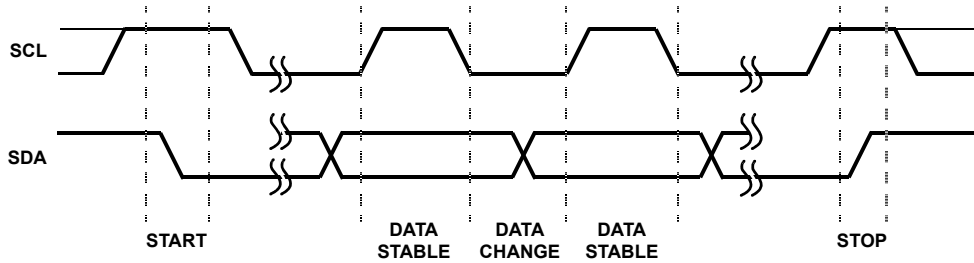 SCL
SDA
START
DATA
STABLE
DATA
CHANGE
DATA
STABLE
STOP